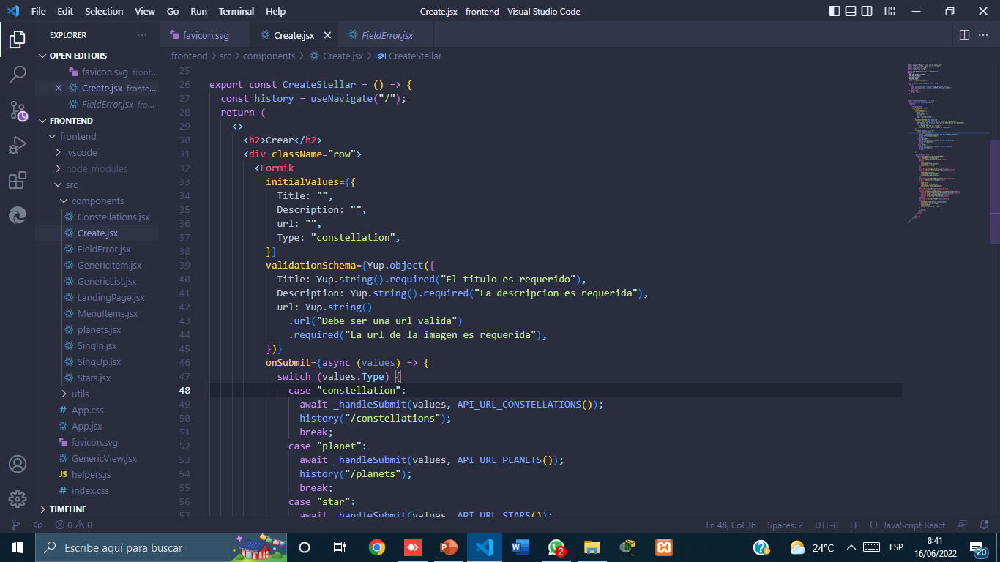 File Edit Selection View Go Run Terminal Help
Create.jsx - frontend - Visual Studio Code
EXPLORER
OPEN EDITORS
favicon.svg front...
Create.jsx fronte...
FieldError.jsx fro...
FRONTEND
frontend
.vscode
node_modules
src
components
Constellations.jsx
Create.jsx
FieldError.jsx
GenericItem.jsx
GenericList.jsx
LandingPage.jsx
MenuItems.jsx
planets.jsx
SingIn.jsx
SingUp.jsx
Stars.jsx
utils
# App.css
App.jsx
favicon.svg
GenericView.jsx
JS helpers.js
# index.css
TIMELINE
favicon.svg Create.jsx FieldError.jsx
frontend > src > components > Create.jsx > CreateStellar
25
26 export const CreateStellar = () => {
27 const history = useNavigate("/");
28 return (
29 <>
30 <h2>Crear</h2>
31 <div className="row">
32 <Formik
33 initialValues={{
34 Title: "",
35 Description: "",
36 url: "",
37 Type: "constellation",
38 }}
39 validationSchema={Yup.object({
40 Title: Yup.string().required("El titulo es requerido"),
41 Description: Yup.string().required("La descripcion es requerida"),
42 url: Yup.string()
43 .url("Debe ser una url valida")
44 .required("La url de la imagen es requerida"),
45 })}
46 onSubmit={async (values) => {
47 switch (values.Type) {
48 case "constellation":
49 await _handleSubmit(values, API_URL_CONSTELLATIONS());
50 history("/constellations");
51 break;
52 case "planet":
53 await _handleSubmit(values, API_URL_PLANETS());
54 history("/planets");
55 break;
56 case "star":
57 await _handleSubmit(values, API_URL_STARS());
0 0
Ln 48, Col 36 Spaces: 2 UTF-8 LF {} JavaScript React
Escribe aquí para buscar
2
24°C
ESP
8:41
16/06/2022
20